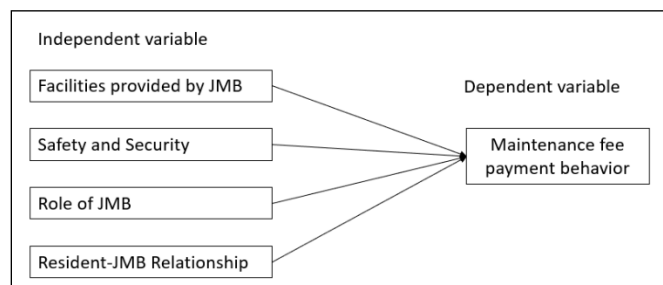 Independent variable
Facilities provided by JMB
Safety and Security
Role of JMB
Resident-JMB Relationship
Dependent variable
Maintenance fee
payment behavior